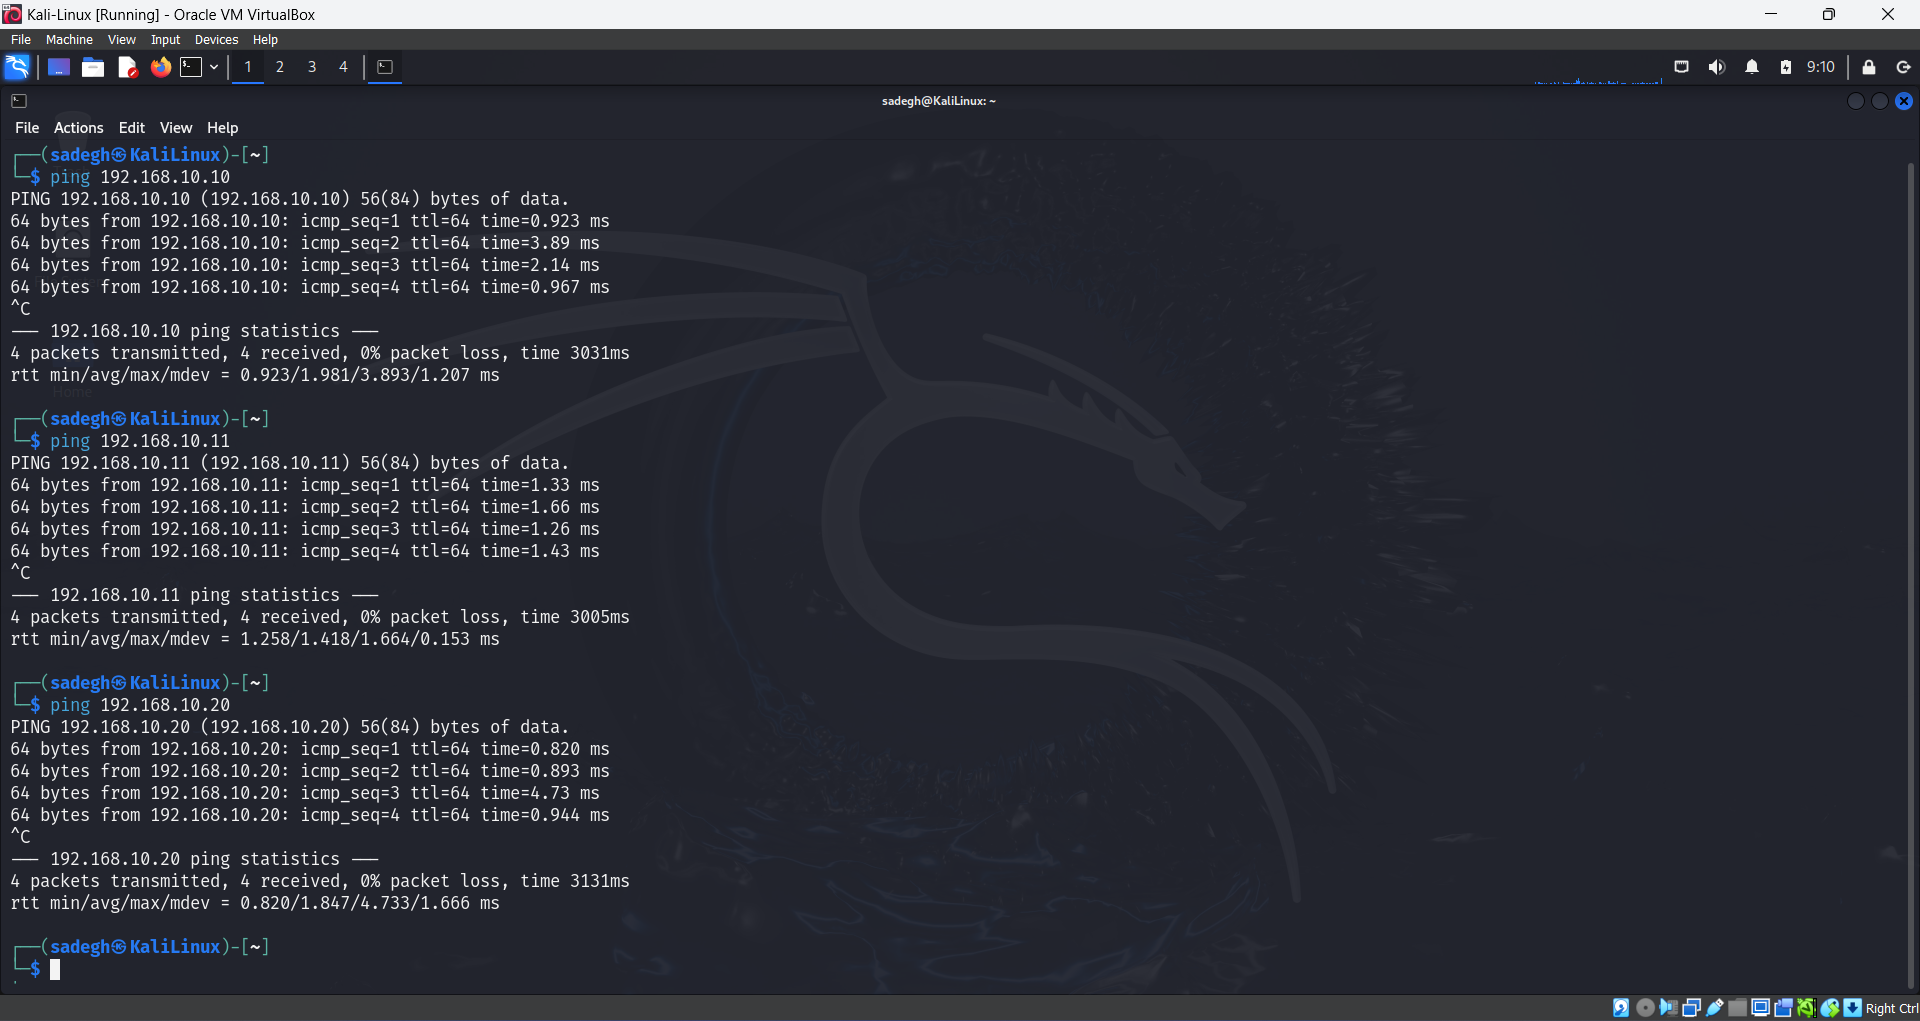 Kali-Linux [Running] - Oracle VM VirtualBox
File Machine View Input Devices Help
1 2 3 4
9:10
sadegh@KaliLinux: ~
File Actions Edit View Help
┌──(sadegh㉿KaliLinux)-[~]
└─$ ping 192.168.10.10
PING 192.168.10.10 (192.168.10.10) 56(84) bytes of data.
64 bytes from 192.168.10.10: icmp_seq=1 ttl=64 time=0.923 ms
64 bytes from 192.168.10.10: icmp_seq=2 ttl=64 time=3.89 ms
64 bytes from 192.168.10.10: icmp_seq=3 ttl=64 time=2.14 ms
64 bytes from 192.168.10.10: icmp_seq=4 ttl=64 time=0.967 ms
^C
--- 192.168.10.10 ping statistics ---
4 packets transmitted, 4 received, 0% packet loss, time 3031ms
rtt min/avg/max/mdev = 0.923/1.981/3.893/1.207 ms
Home
┌──(sadegh㉿KaliLinux)-[~]
└─$ ping 192.168.10.11
PING 192.168.10.11 (192.168.10.11) 56(84) bytes of data.
64 bytes from 192.168.10.11: icmp_seq=1 ttl=64 time=1.33 ms
64 bytes from 192.168.10.11: icmp_seq=2 ttl=64 time=1.66 ms
64 bytes from 192.168.10.11: icmp_seq=3 ttl=64 time=1.26 ms
64 bytes from 192.168.10.11: icmp_seq=4 ttl=64 time=1.43 ms
^C
--- 192.168.10.11 ping statistics ---
4 packets transmitted, 4 received, 0% packet loss, time 3005ms
rtt min/avg/max/mdev = 1.258/1.418/1.664/0.153 ms
┌──(sadegh㉿KaliLinux)-[~]
└─$ ping 192.168.10.20
PING 192.168.10.20 (192.168.10.20) 56(84) bytes of data.
64 bytes from 192.168.10.20: icmp_seq=1 ttl=64 time=0.820 ms
64 bytes from 192.168.10.20: icmp_seq=2 ttl=64 time=0.893 ms
64 bytes from 192.168.10.20: icmp_seq=3 ttl=64 time=4.73 ms
64 bytes from 192.168.10.20: icmp_seq=4 ttl=64 time=0.944 ms
^C
--- 192.168.10.20 ping statistics ---
4 packets transmitted, 4 received, 0% packet loss, time 3131ms
rtt min/avg/max/mdev = 0.820/1.847/4.733/1.666 ms
┌──(sadegh㉿KaliLinux)-[~]
└─$
Right Ctrl